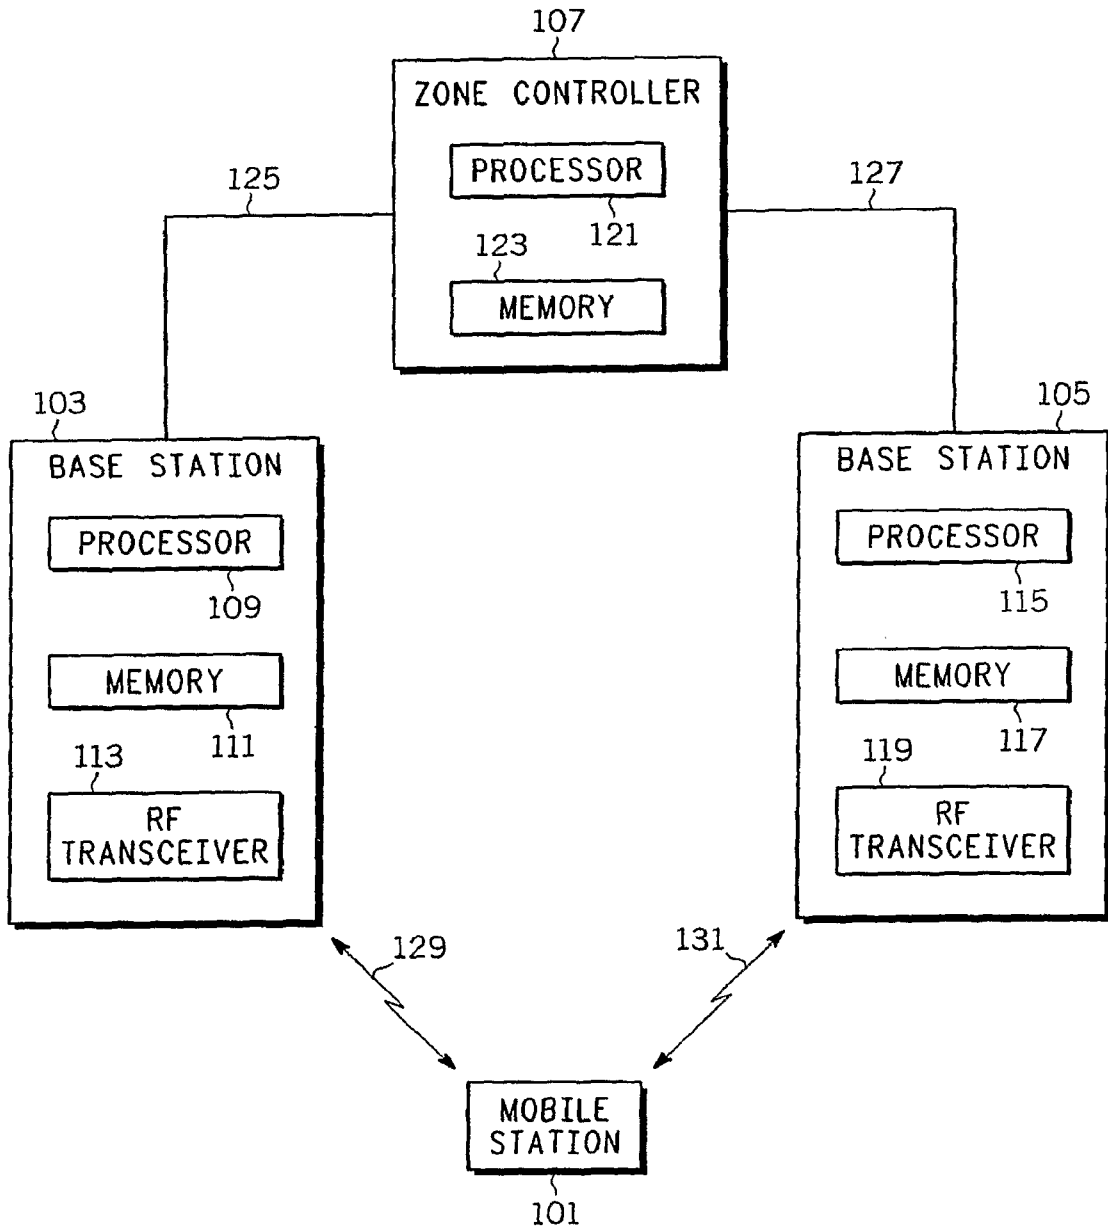 107
ZONE CONTROLLER
PROCESSOR
121
123
MEMORY
125
127
103
BASE STATION
PROCESSOR
109
MEMORY
111
113
RF
TRANSCEIVER
105
BASE STATION
PROCESSOR
115
MEMORY
117
119
RF
TRANSCEIVER
129
131
MOBILE
STATION
101